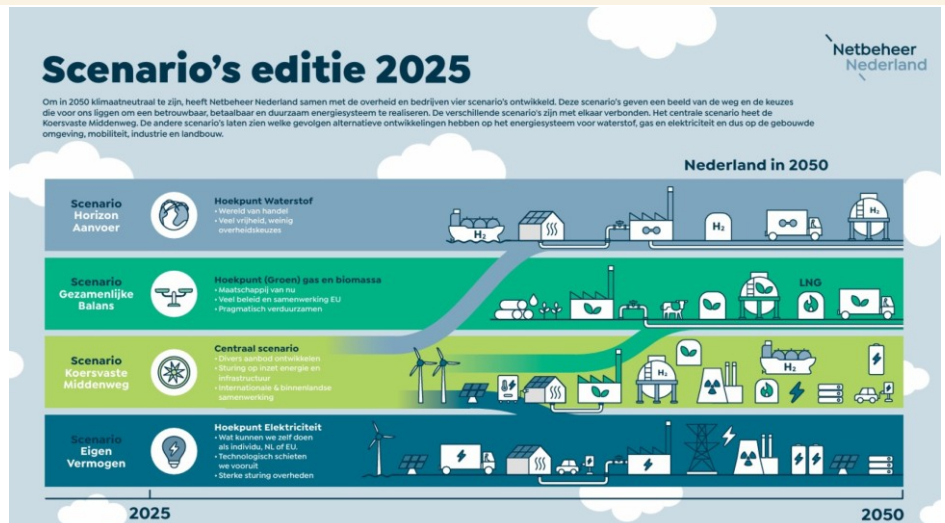 Scenario's editie 2025
Netbeheer
Nederland
Om in 2050 klimaatneutraal te zijn, heeft Netbeheer Nederland samen met de overheid en bedrijven vier scenario's ontwikkeld. Deze scenario's geven een beeld van de weg en de keuzes
die voor ons liggen om een betrouwbaar, betaalbaar en duurzaam energiesysteem te realiseren. De verschillende scenario's zijn met elkaar verbonden. Het centrale scenario heet de
Koersvaste Middenweg. De andere scenario's laten zien welke gevolgen alternatieve ontwikkelingen hebben op het energiesysteem voor waterstof, gas en elektriciteit en dus op de gebouwde
omgeving, mobiliteit, industrie en landbouw.
Nederland in 2050
Scenario
Horizon
Aanvoer
Hoekpunt Waterstof
• Wereld van handel
• Veel vrijheid, weinig
overheidskeuzes
H₂
H₂
H₂
Scenario
Gezamenlijke
Balans
Hoekpunt (Groen) gas en biomassa
• Maatschappij van nu
• Veel beleid en samenwerking EU
• Pragmatisch verduurzamen
LNG
Scenario
Koersvaste
Middenweg
Centraal scenario
• Divers aanbod ontwikkelen
• Sturing op inzet energie en
infrastructuur
• Internationale & binnenlandse
samenwerking
H₂
H₂
Scenario
Eigen
Vermogen
Hoekpunt Elektriciteit
• Wat kunnen we zelf doen
als individu, NL of EU.
• Technologisch schieten
we vooruit
• Sterke sturing overheden
2025
2050